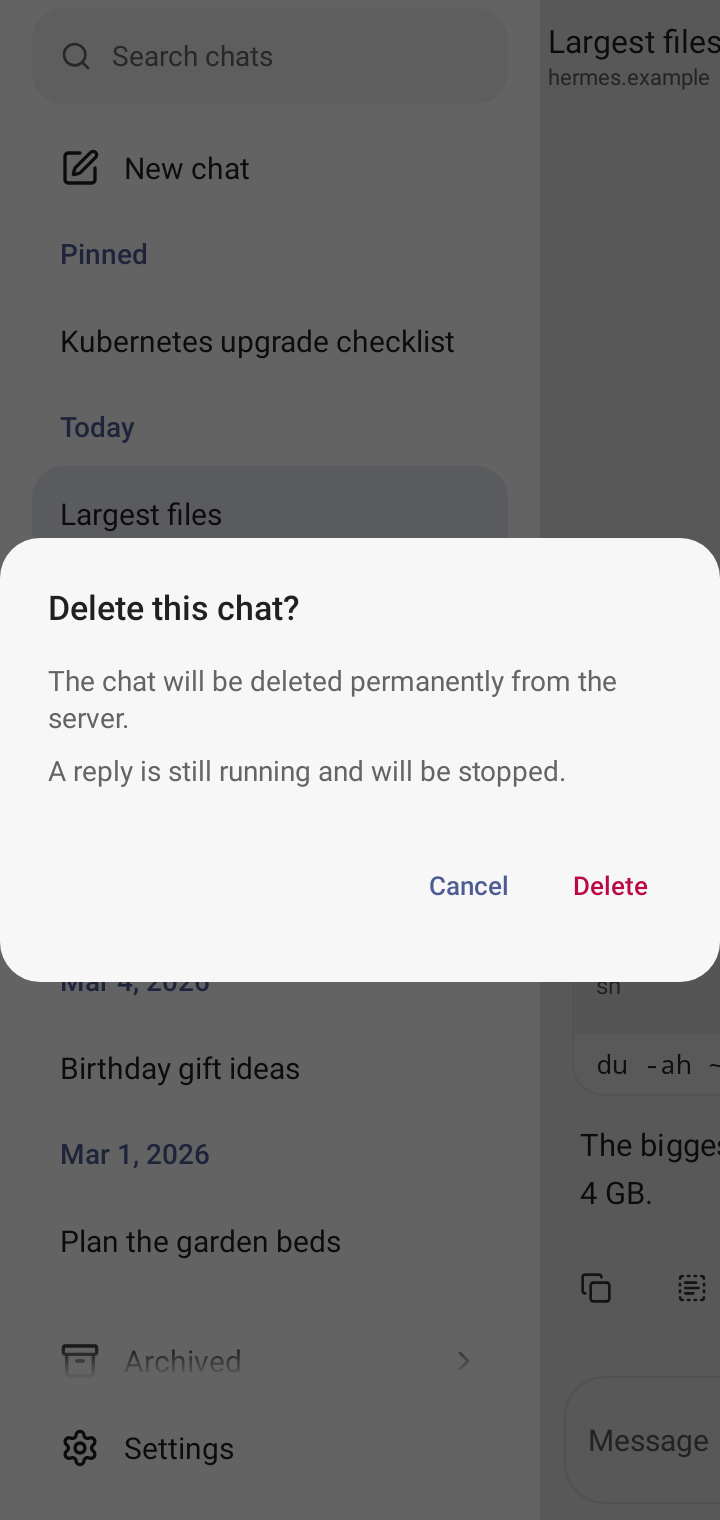 Search chats
Largest files
hermes.example
New chat
Pinned
Kubernetes upgrade checklist
Today
Largest files
Delete this chat?
The chat will be deleted permanently from the
server.
A reply is still running and will be stopped.
Cancel
Delete
Mar 4, 2026
sh
Birthday gift ideas
du -ah ~
Mar 1, 2026
The bigges
4 GB.
Plan the garden beds
Archived
Settings
Message